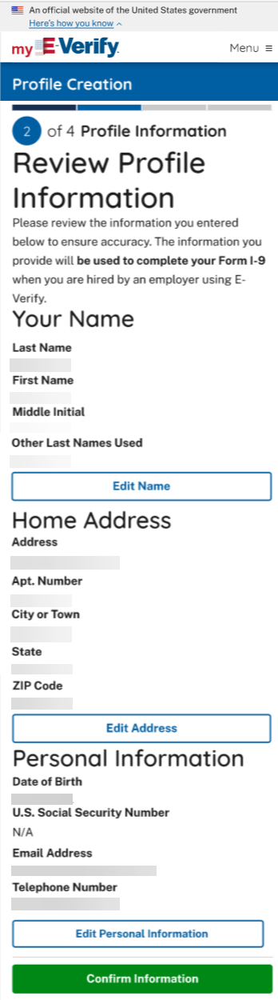 An official website of the United States government
Here's how you know
my E-Verify
Menu
Profile Creation
2 of 4 Profile Information
Review Profile
Information
Please review the information you entered
below to ensure accuracy. The information you
provide will be used to complete your Form I-9
when you are hired by an employer using E-
Verify.
Your Name
Last Name
First Name
Middle Initial
Other Last Names Used
Edit Name
Home Address
Address
Apt. Number
City or Town
State
ZIP Code
Edit Address
Personal Information
Date of Birth
U.S. Social Security Number
N/A
Email Address
Telephone Number
Edit Personal Information
Confirm Information